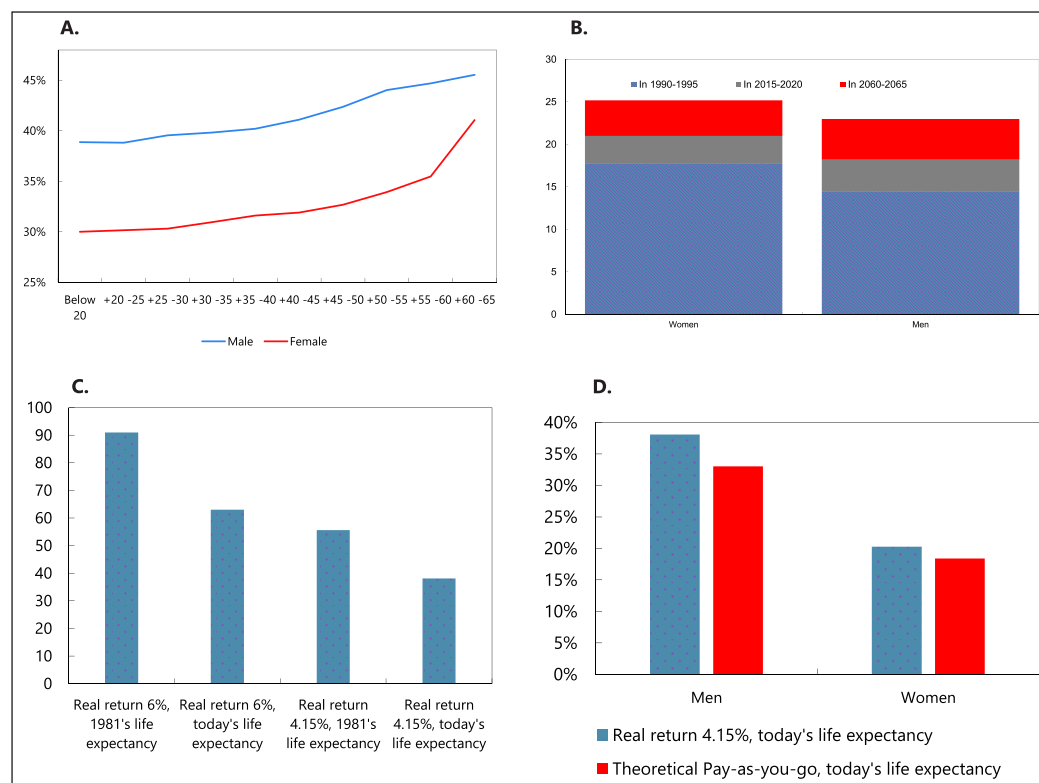 A.
45%
40%
35%
30%
25%
Below 20
+20 -25
+25 -30
+30 -35
+35 -40
+40 -45
+45 -50
+50 -55
+55 -60
+60 -65
Male
Female
B.
30
25
20
15
10
5
0
In 1990-1995
In 2015-2020
In 2060-2065
Women
Men
C.
100
90
80
70
60
50
40
30
20
10
0
Real return 6%,
1981's life
expectancy
Real return 6%,
today's life
expectancy
Real return
4.15%, 1981's
life expectancy
Real return
4.15%, today's
life expectancy
D.
40%
35%
30%
25%
20%
15%
10%
5%
0%
Men
Women
Real return 4.15%, today's life expectancy
Theoretical Pay-as-you-go, today's life expectancy